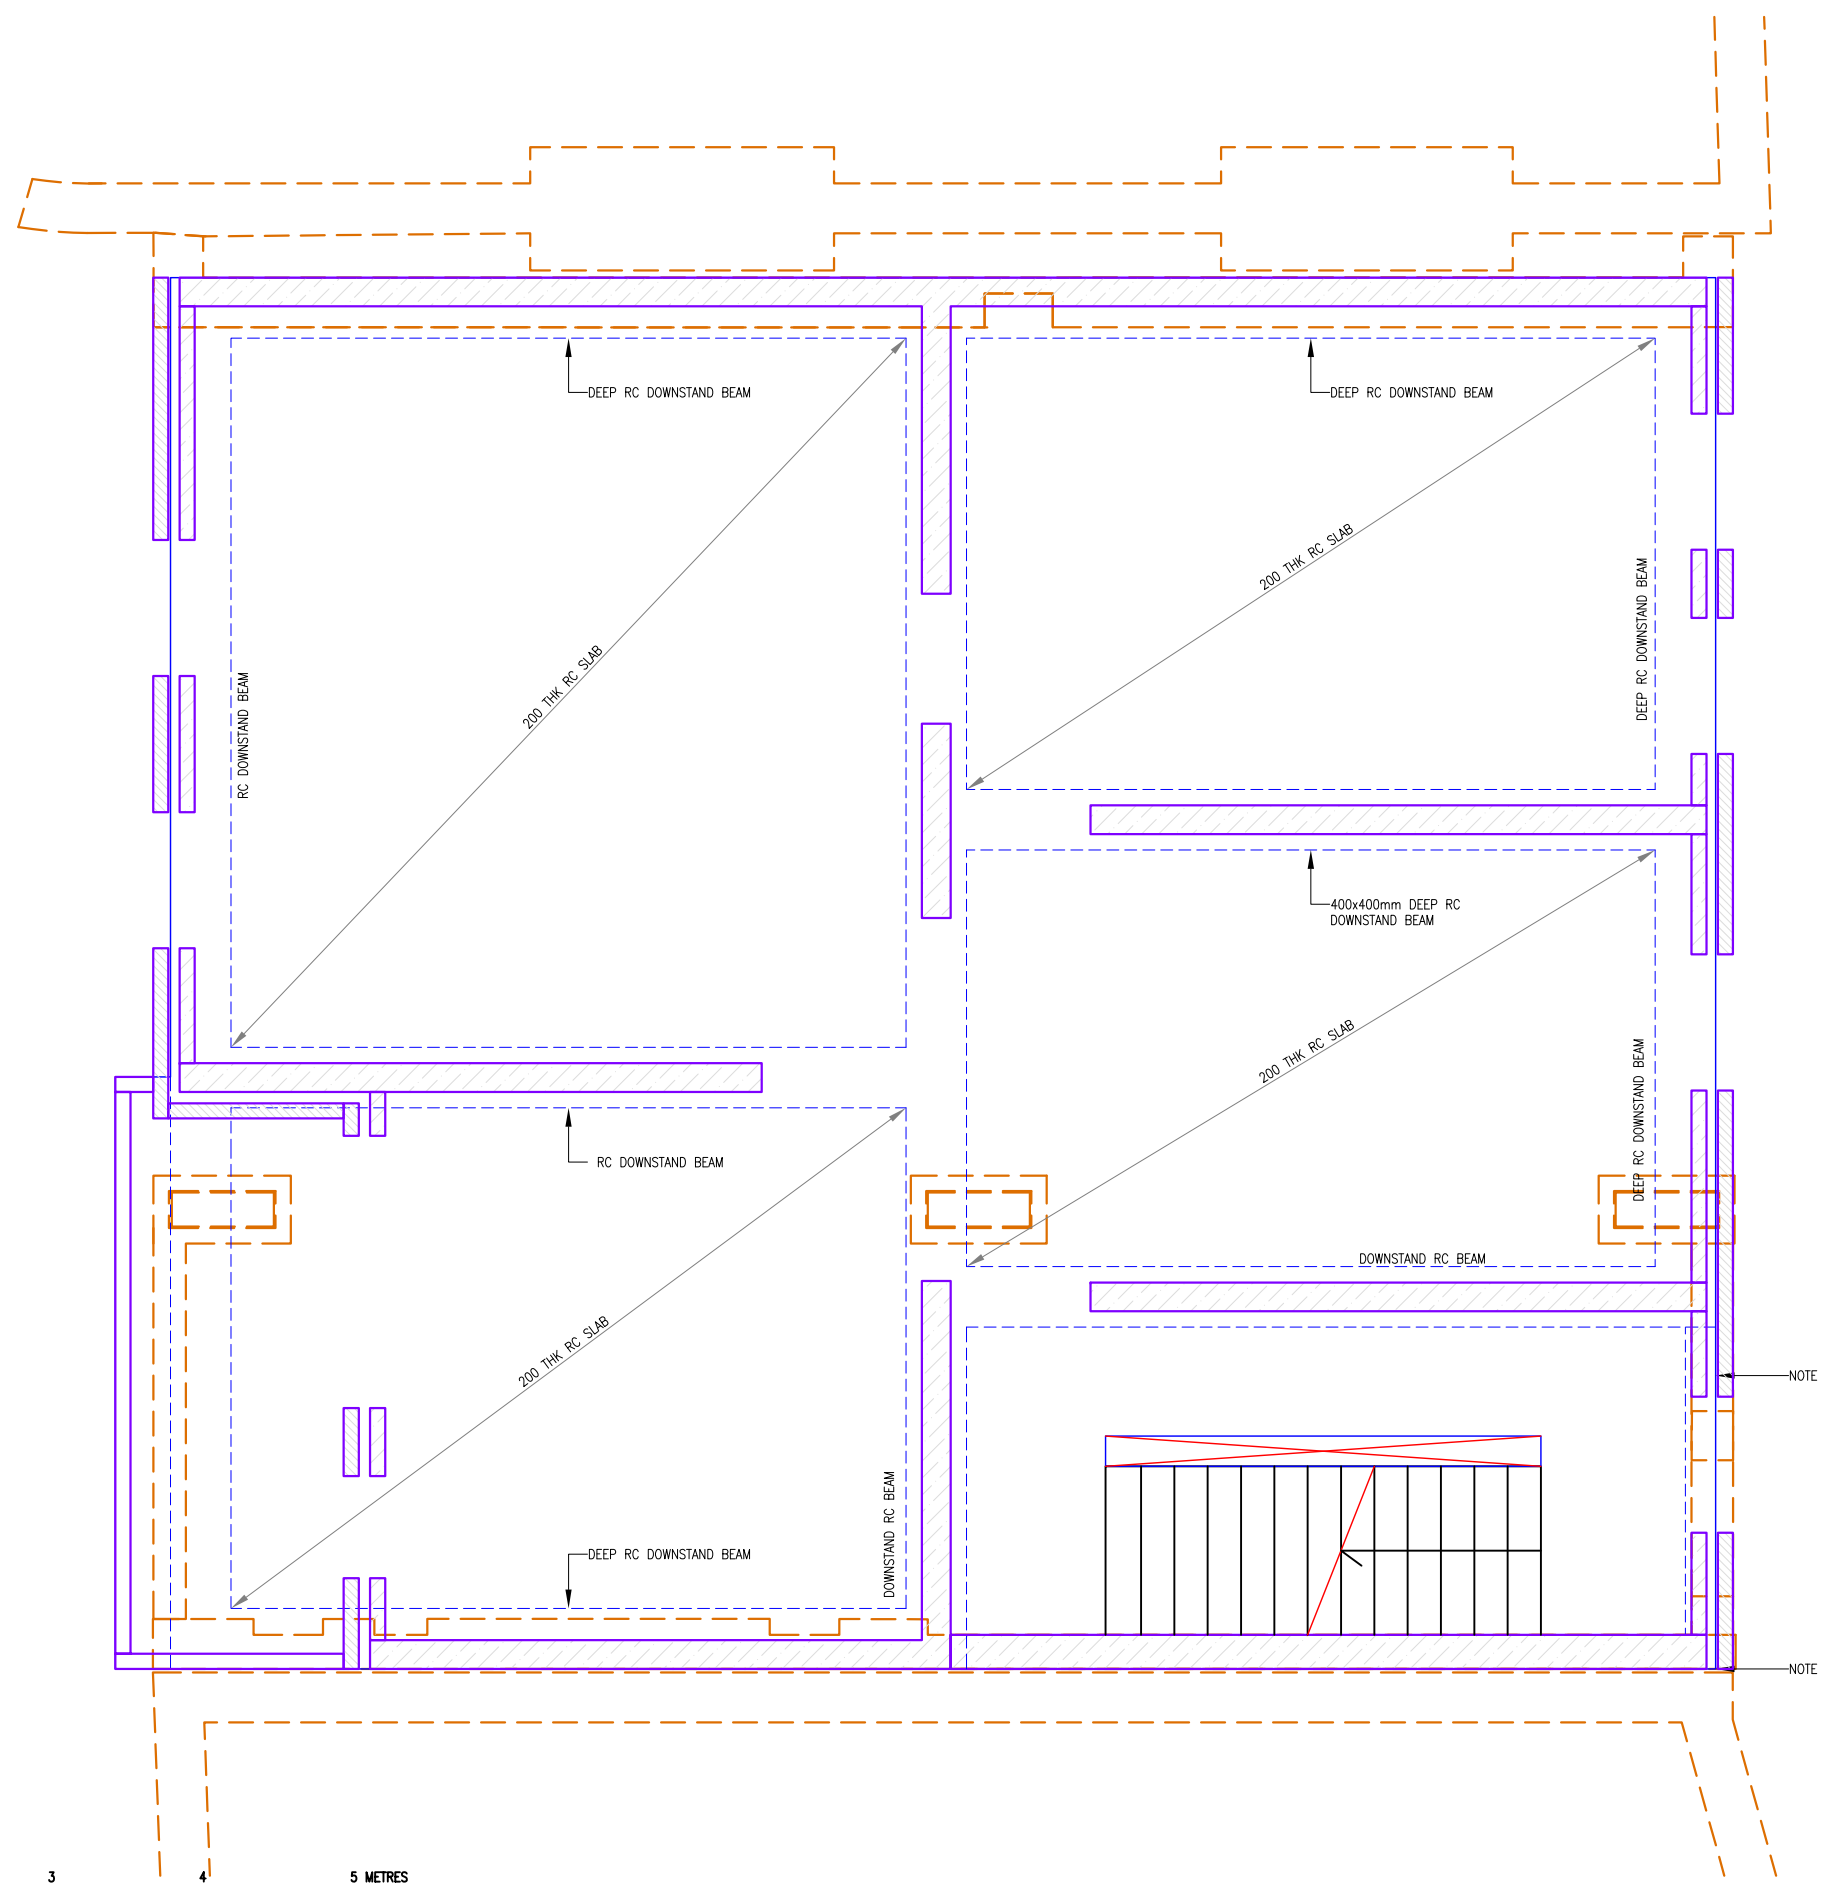 DEEP RC DOWNSTAND BEAM
DEEP RC DOWNSTAND BEAM
200 THK RC SLAB
DEEP RC DOWNSTAND BEAM
200 THK RC SLAB
RC DOWNSTAND BEAM
400x400mm DEEP RC
DOWNSTAND BEAM
200 THK RC SLAB
DEEP RC DOWNSTAND BEAM
RC DOWNSTAND BEAM
DOWNSTAND RC BEAM
200 THK RC SLAB
NOTE
DOWNSTAND RC BEAM
DEEP RC DOWNSTAND BEAM
NOTE
3 4 5 METRES